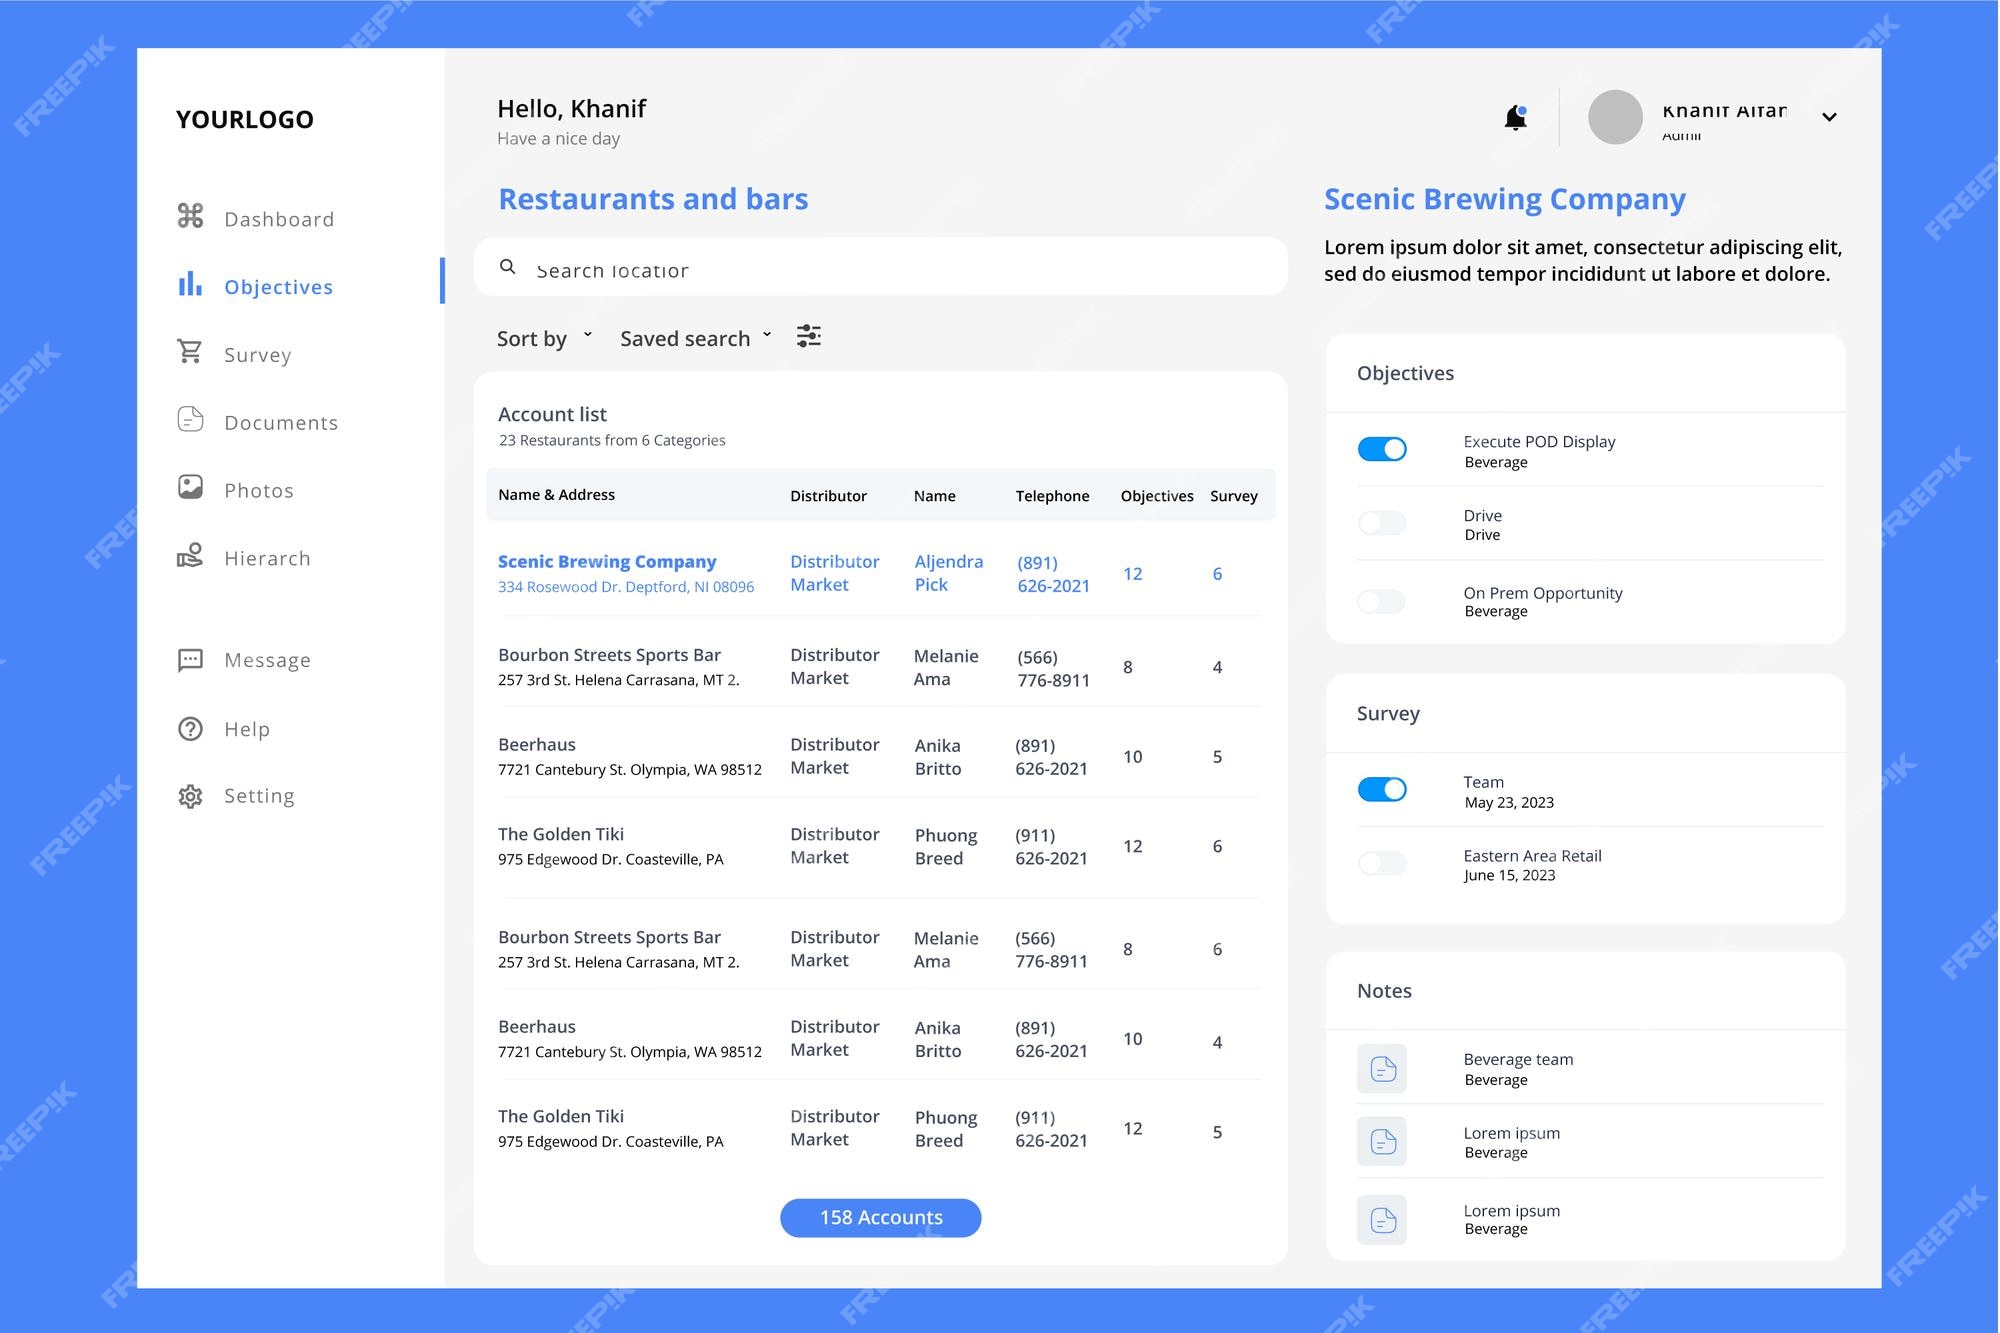 YOURLOGO
Dashboard
Objectives
Survey
Documents
Photos
Hierarch
Message
Help
Setting
Hello, Khanif
Have a nice day
Khanif Alfan
Restaurants and bars
Search location
Sort by
Saved search
Account list
23 Restaurants from 6 Categories
Name & Address Distributor Name Telephone Objectives Survey
Scenic Brewing Company
334 Rosewood Dr. Deptford, NI 08096
Distributor
Market
Aljendra
Pick
(891)
626-2021
12
6
Bourbon Streets Sports Bar
257 3rd St. Helena Carrasana, MT 2.
Distributor
Market
Melanie
Ama
(566)
776-8911
8
4
Beerhaus
7721 Cantebury St. Olympia, WA 98512
Distributor
Market
Anika
Britto
(891)
626-2021
10
5
The Golden Tiki
975 Edgewood Dr. Coasteville, PA
Distributor
Market
Phuong
Breed
(911)
626-2021
12
6
Bourbon Streets Sports Bar
257 3rd St. Helena Carrasana, MT 2.
Distributor
Market
Melanie
Ama
(566)
776-8911
8
6
Beerhaus
7721 Cantebury St. Olympia, WA 98512
Distributor
Market
Anika
Britto
(891)
626-2021
10
4
The Golden Tiki
975 Edgewood Dr. Coasteville, PA
Distributor
Market
Phuong
Breed
(911)
626-2021
12
5
158 Accounts
Scenic Brewing Company
Lorem ipsum dolor sit amet, consectetur adipiscing elit,
sed do eiusmod tempor incididunt ut labore et dolore.
Objectives
Execute POD Display
Beverage
Drive
Drive
On Prem Opportunity
Beverage
Survey
Team
May 23, 2023
Eastern Area Retail
June 15, 2023
Notes
Beverage team
Beverage
Lorem ipsum
Beverage
Lorem ipsum
Beverage
FREEPIK